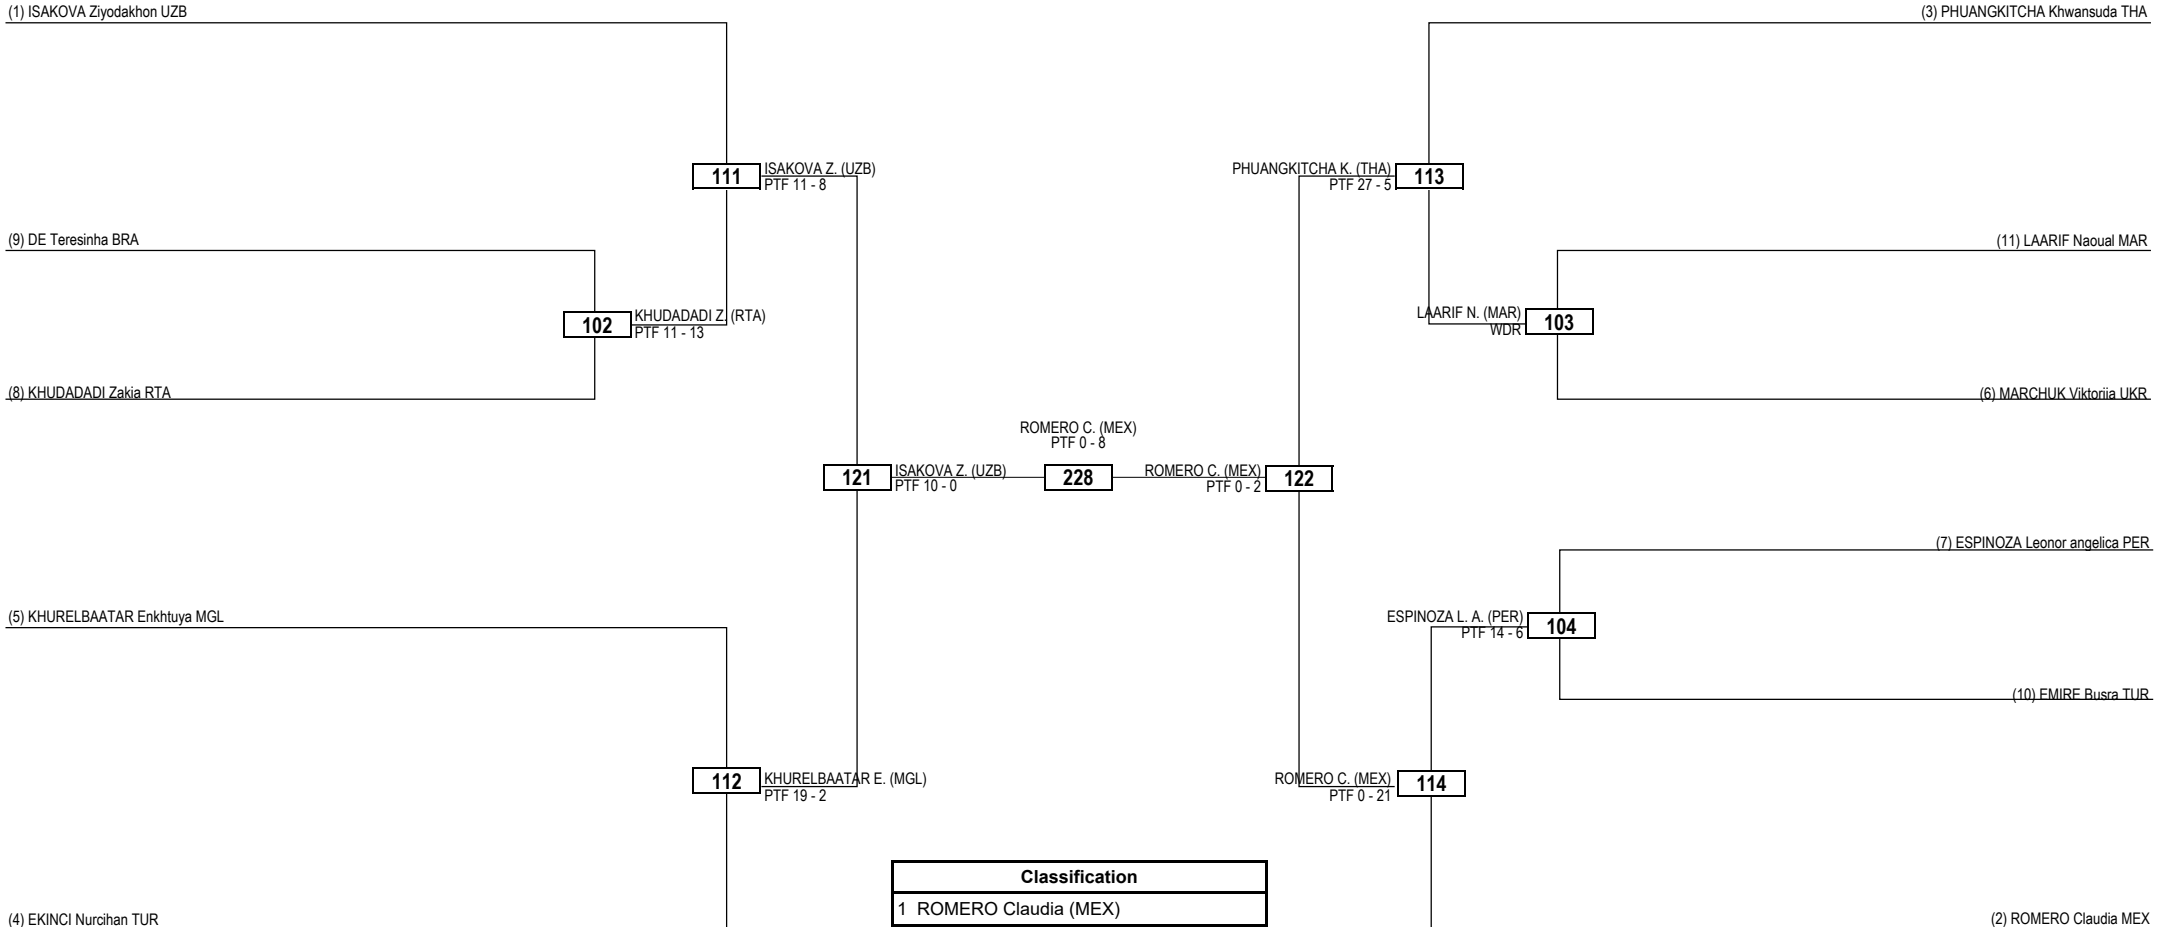 (1) ISAKOVA Ziyodakhon UZB
(3) PHUANGKITCHA Khwansuda THA
111
ISAKOVA Z. (UZB)
PTF 11 - 8
PHUANGKITCHA K. (THA)
PTF 27 - 5
113
(9) DE Teresinha BRA
(11) LAARIF Naoual MAR
102
KHUDADADI Z. (RTA)
PTF 11 - 13
LAARIF N. (MAR)
WDR
103
(8) KHUDADADI Zakia RTA
(6) MARCHUK Viktoriia UKR
ROMERO C. (MEX)
PTF 0 - 8
121
ISAKOVA Z. (UZB)
PTF 10 - 0
228
ROMERO C. (MEX)
PTF 0 - 2
122
(7) ESPINOZA Leonor angelica PER
(5) KHURELBAATAR Enkhtuya MGL
ESPINOZA L. A. (PER)
PTF 14 - 6
104
(10) EMIRE Busra TUR
112
KHURELBAATAR E. (MGL)
PTF 19 - 2
ROMERO C. (MEX)
PTF 0 - 21
114
Classification
1 ROMERO Claudia (MEX)
(4) EKINCI Nurcihan TUR
(2) ROMERO Claudia MEX